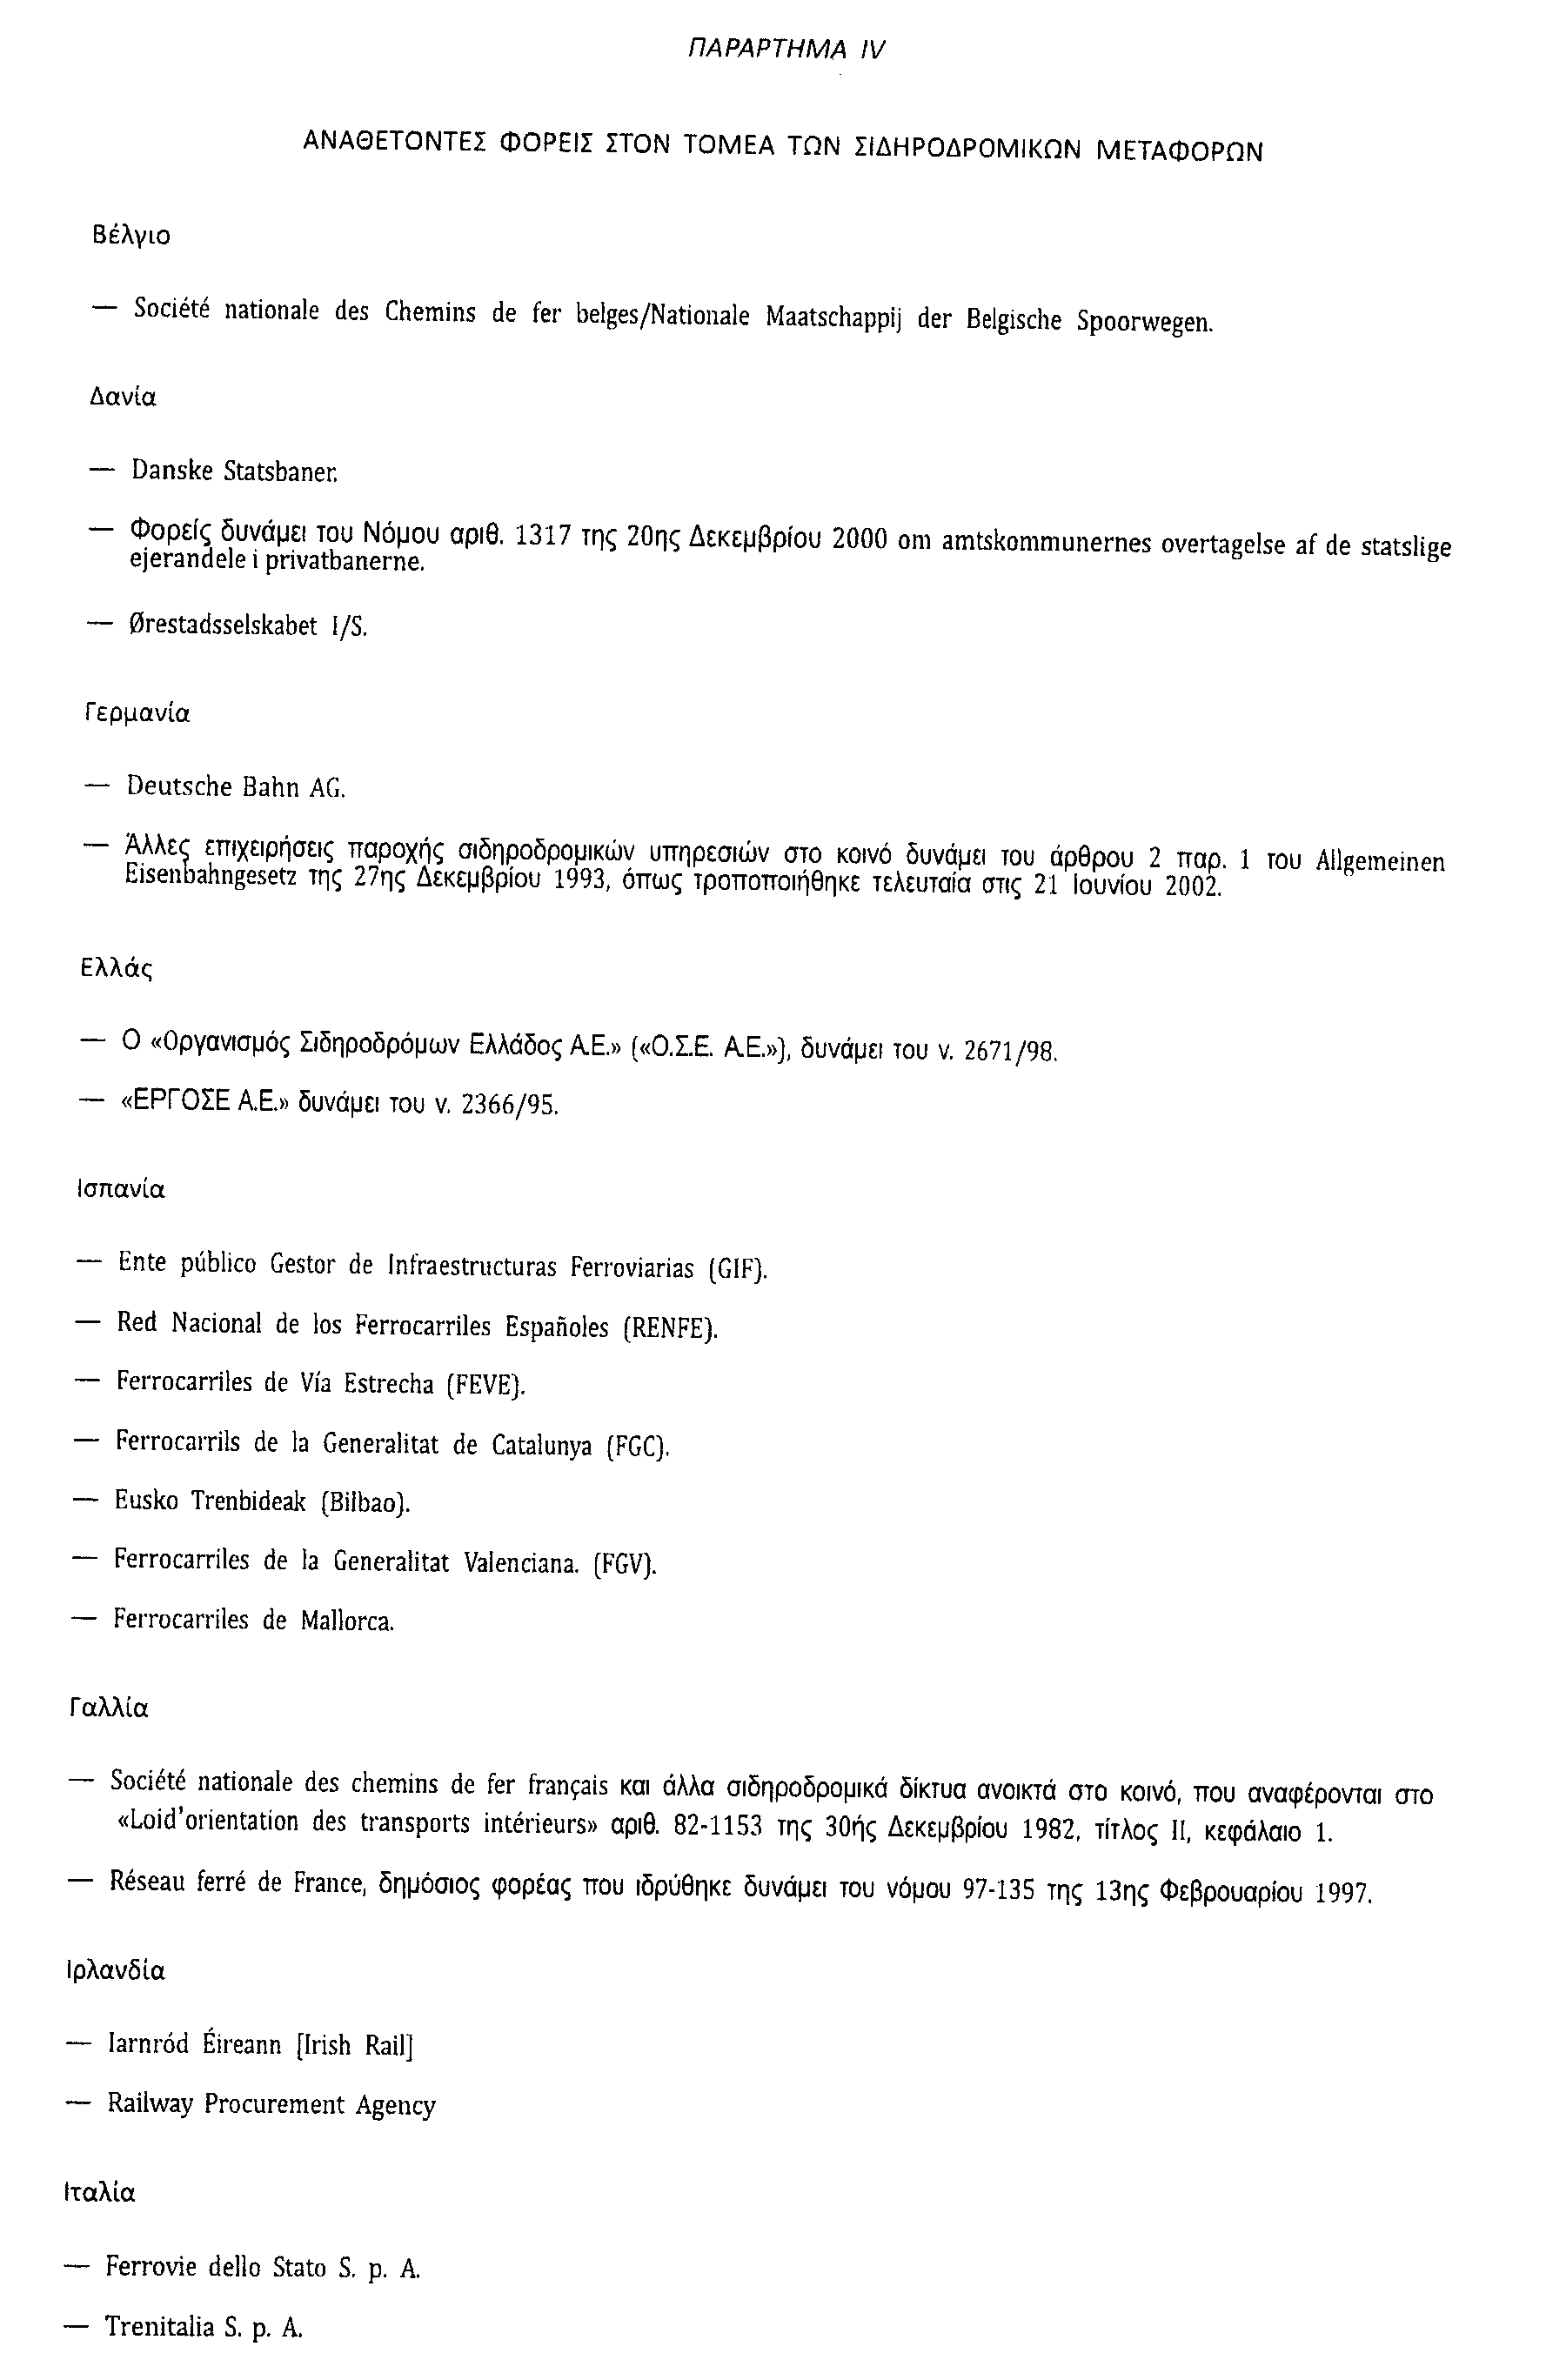 ΠΑΡΑΡΤΗΜΑ IV
ΑΝΑΘΕΤΟΝΤΕΣ ΦΟΡΕΙΣ ΣΤΟΝ ΤΟΜΕΑ ΤΩΝ ΣΙΔΗΡΟΔΡΟΜΙΚΩΝ ΜΕΤΑΦΟΡΩΝ
Βέλγιο
— Société nationale des Chemins de fer belges/Nationale Maatschappij der Belgische Spoorwegen.
Δανία
— Danske Statsbaner.
— Φορείς δυνάμει του Νόμου αριθ. 1317 της 20ης Δεκεμβρίου 2000 om amtskommunernes overtagelse af de statslige
ejerandele i privatbanerne.
— Ørestadsselskabet I/S.
Γερμανία
— Deutsche Bahn AG.
— Άλλες επιχειρήσεις παροχής σιδηροδρομικών υπηρεσιών στο κοινό δυνάμει του άρθρου 2 παρ. 1 του Allgemeinen
Eisenbahngesetz της 27ης Δεκεμβρίου 1993, όπως τροποποιήθηκε τελευταία στις 21 Ιουνίου 2002.
Ελλάς
— Ο «Οργανισμός Σιδηροδρόμων Ελλάδος Α.Ε.» («Ο.Σ.Ε. Α.Ε.»), δυνάμει του ν. 2671/98.
— «ΕΡΓΟΣΕ Α.Ε.» δυνάμει του ν. 2366/95.
Ισπανία
— Ente público Gestor de Infraestructuras Ferroviarias (GIF).
— Red Nacional de los Ferrocarriles Españoles (RENFE).
— Ferrocarriles de Vía Estrecha (FEVE).
— Ferrocarrils de la Generalitat de Catalunya (FGC).
— Eusko Trenbideak (Bilbao).
— Ferrocarriles de la Generalitat Valenciana. (FGV).
— Ferrocarriles de Mallorca.
Γαλλία
— Société nationale des chemins de fer français και άλλα σιδηροδρομικά δίκτυα ανοικτά στο κοινό, που αναφέρονται στο
«Loid'orientation des transports intérieurs» αριθ. 82-1153 της 30ής Δεκεμβρίου 1982, τίτλος II, κεφάλαιο 1.
— Réseau ferré de France, δημόσιος φορέας που ιδρύθηκε δυνάμει του νόμου 97-135 της 13ης Φεβρουαρίου 1997.
Ιρλανδία
— Iarnród Éireann [Irish Rail]
— Railway Procurement Agency
Ιταλία
— Ferrovie dello Stato S. p. A.
— Trenitalia S. p. A.